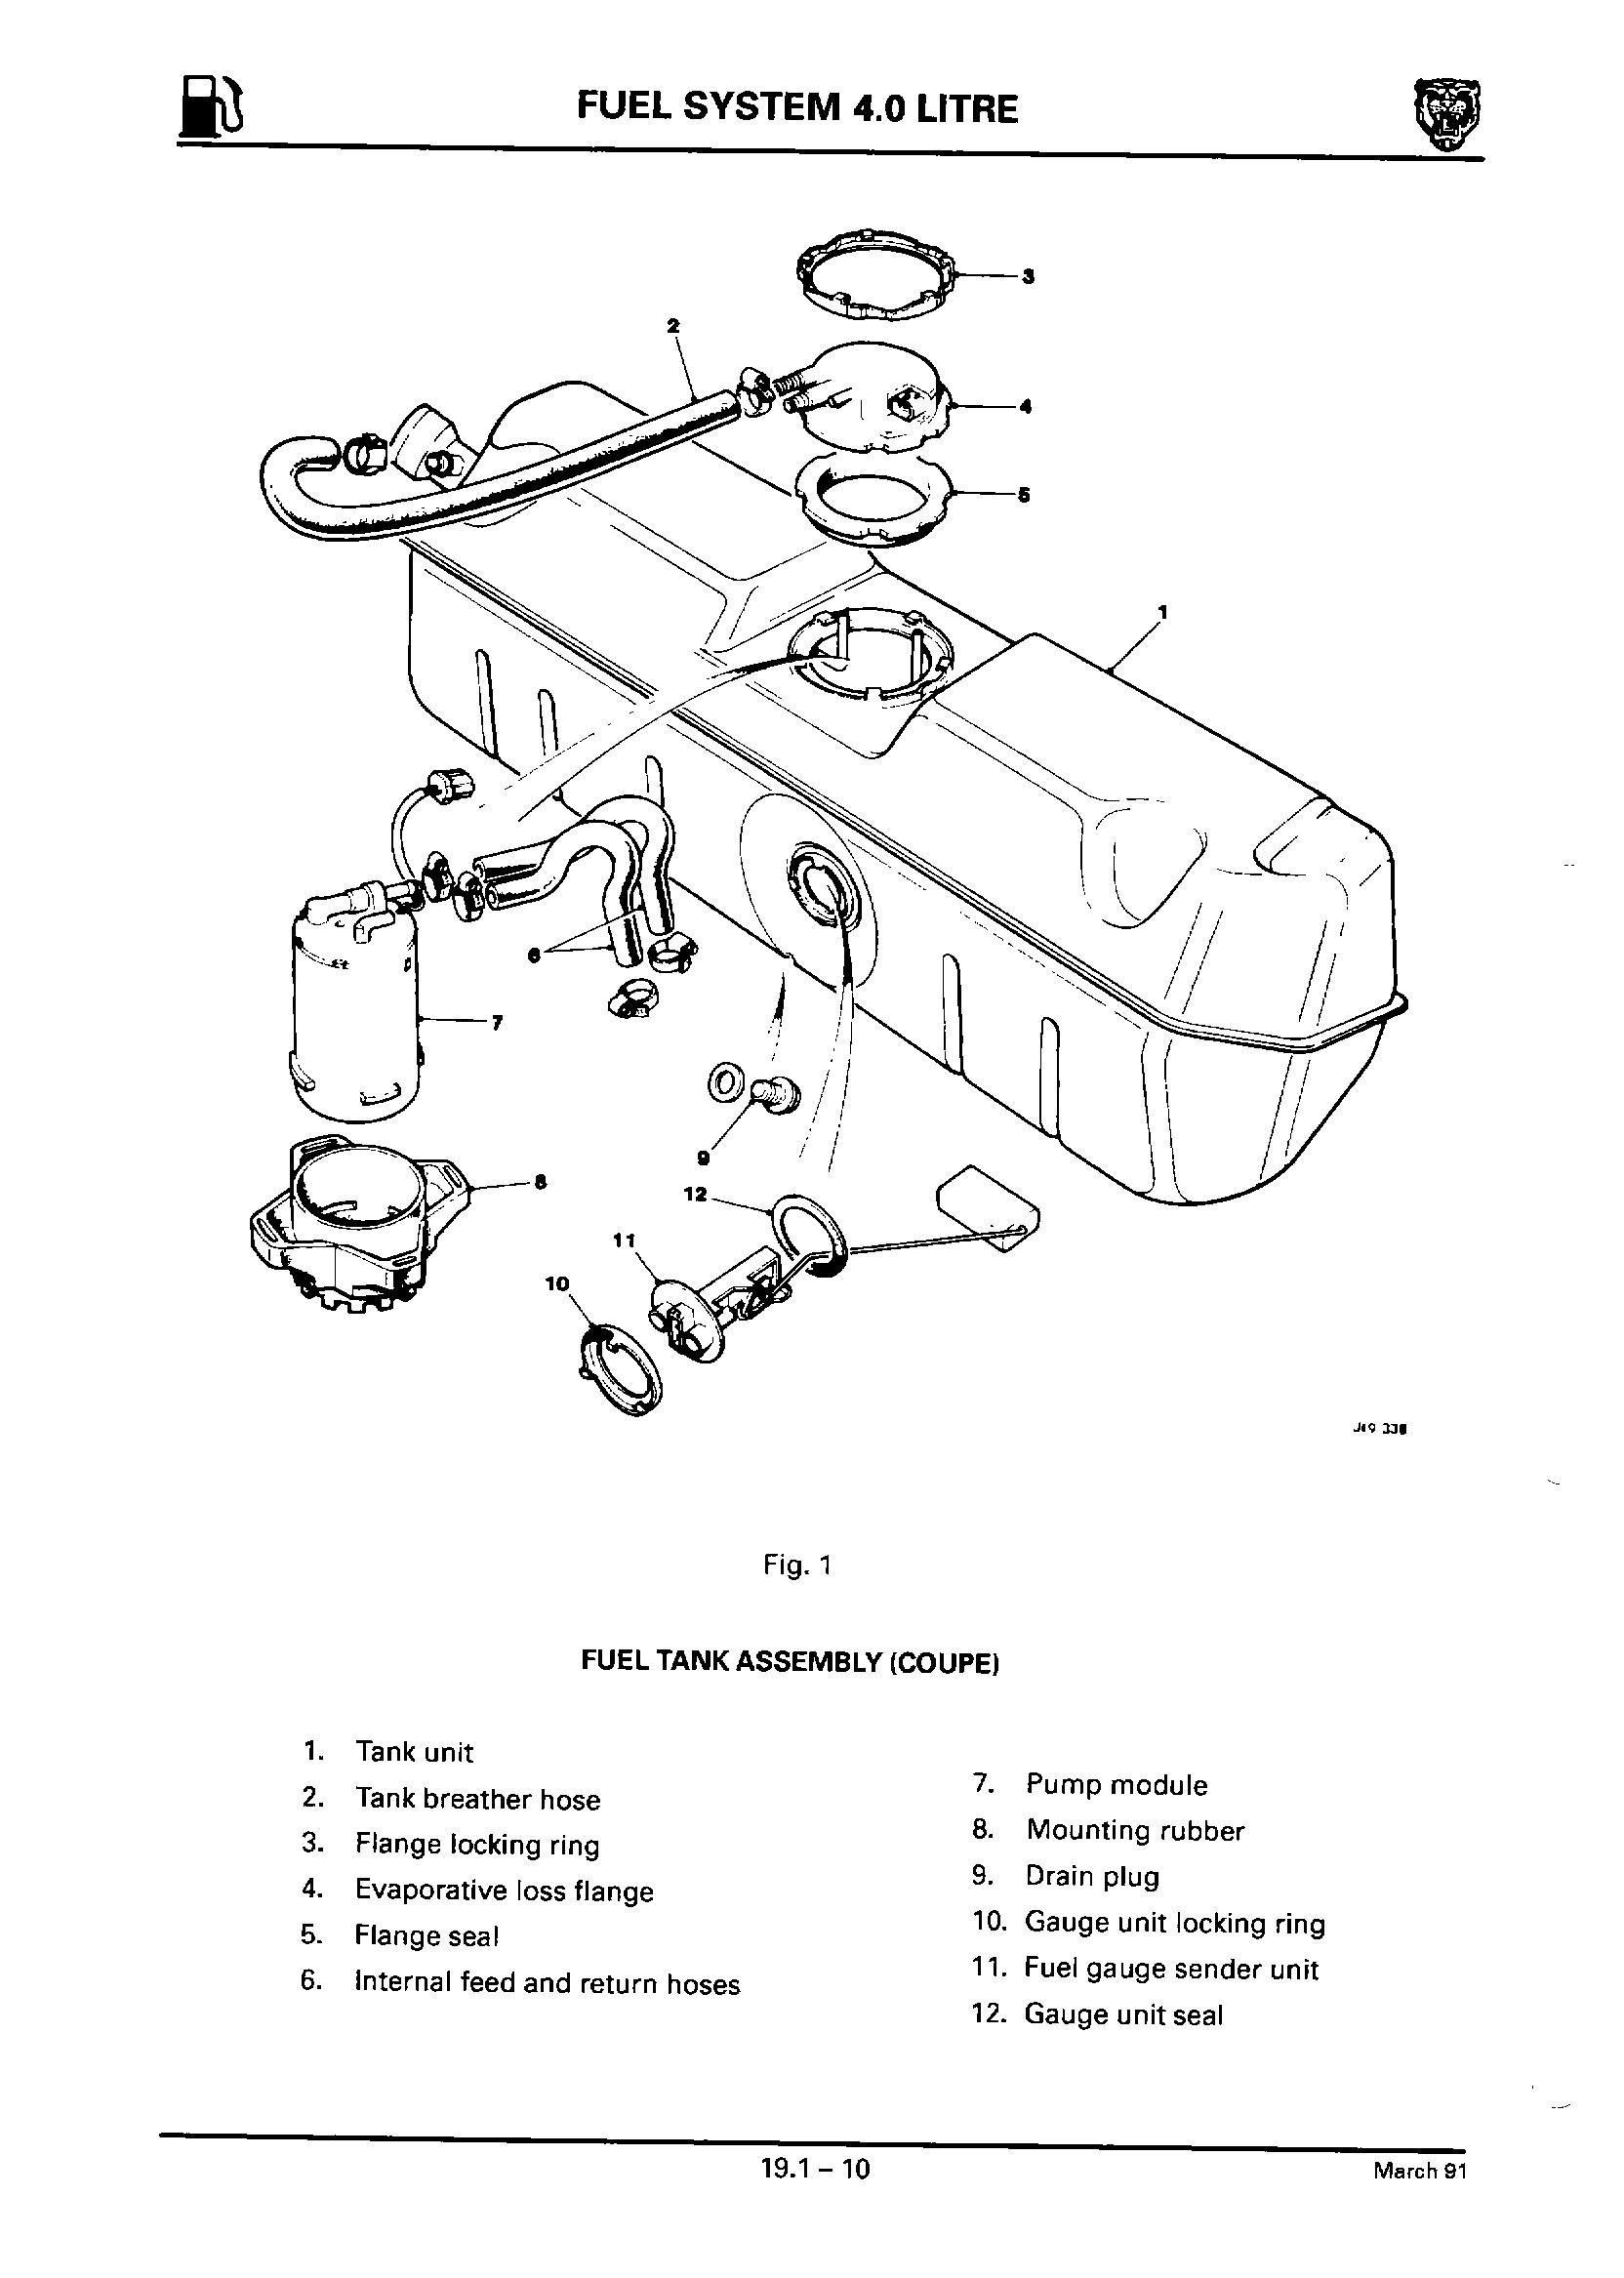 FUEL SYSTEM 4.0 LITRE
3
2
4
5
1
6
7
9
8
12
11
10
Fig. 1
FUEL TANK ASSEMBLY (COUPE)
1. Tank unit
2. Tank breather hose
3. Flange locking ring
4. Evaporative loss flange
5. Flange seal
6. Internal feed and return hoses
7. Pump module
8. Mounting rubber
9. Drain plug
10. Gauge unit locking ring
11. Fuel gauge sender unit
12. Gauge unit seal
19.1 – 10
March 91